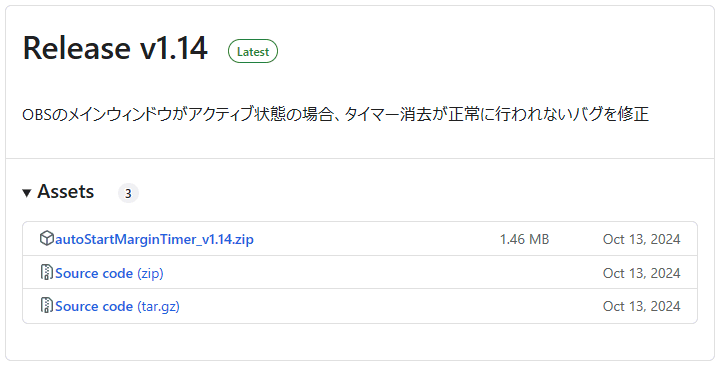 Release v1.14 Latest
OBSのメインウィンドウがアクティブ状態の場合、タイマー消去が正常に行われないバグを修正
Assets 3
autoStartMarginTimer_v1.14.zip 1.46 MB Oct 13, 2024
Source code (zip) Oct 13, 2024
Source code (tar.gz) Oct 13, 2024